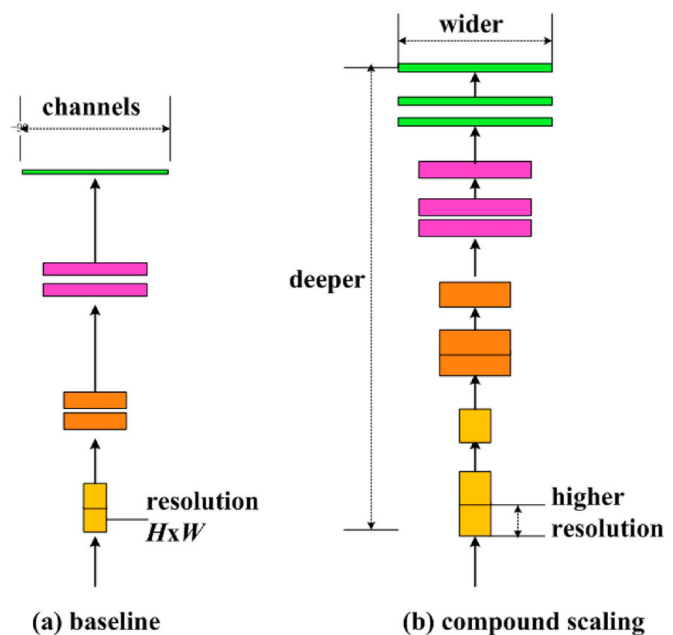 wider
channels
deeper
resolution
HxW
higher
resolution
(a) baseline
(b) compound scaling